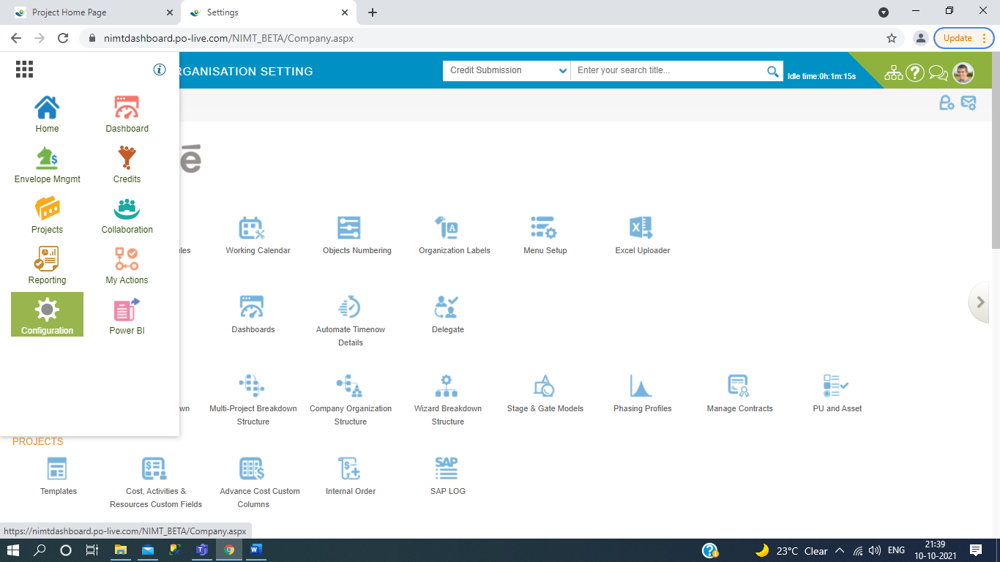 Project Home Page
Settings
nimtdashboard.po-live.com/NIMT_BETA/Company.aspx
Update
RGANISATION SETTING
Credit Submission
Enter your search title...
Idle time:0h:1m:15s
Home
Dashboard
Envelope Mngmt
Credits
é
Projects
Collaboration
Reporting
My Actions
Configuration
Power BI
Working Calendar
Objects Numbering
Organization Labels
Menu Setup
Excel Uploader
Dashboards
Automate Timenow
Details
Delegate
wn
Multi-Project Breakdown
Structure
Company Organization
Structure
Wizard Breakdown
Structure
Stage & Gate Models
Phasing Profiles
Manage Contracts
PU and Asset
PROJECTS
Templates
Cost, Activities &
Resources Custom Fields
Advance Cost Custom
Columns
Internal Order
SAP
SAP LOG
https://nimtdashboard.po-live.com/NIMT_BETA/Company.aspx
23°C Clear
ENG
21:39
10-10-2021